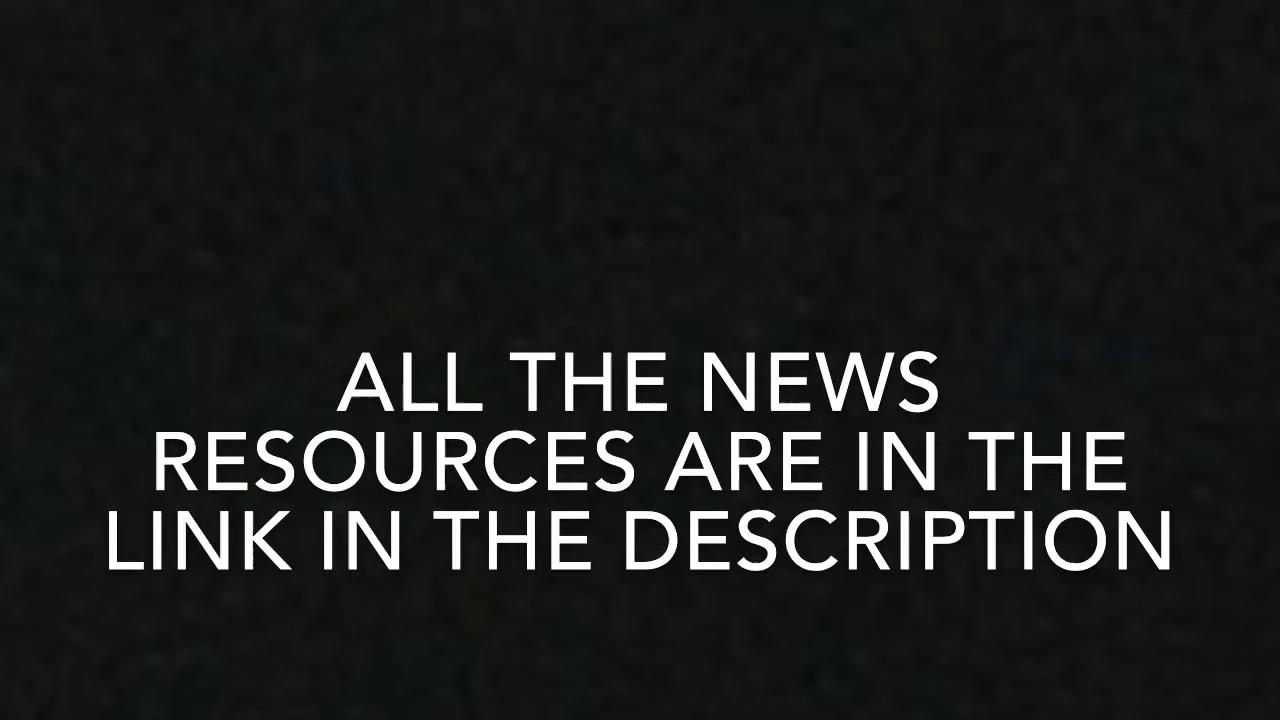 ALL THE NEWS
RESOURCES ARE IN THE
LINK IN THE DESCRIPTION